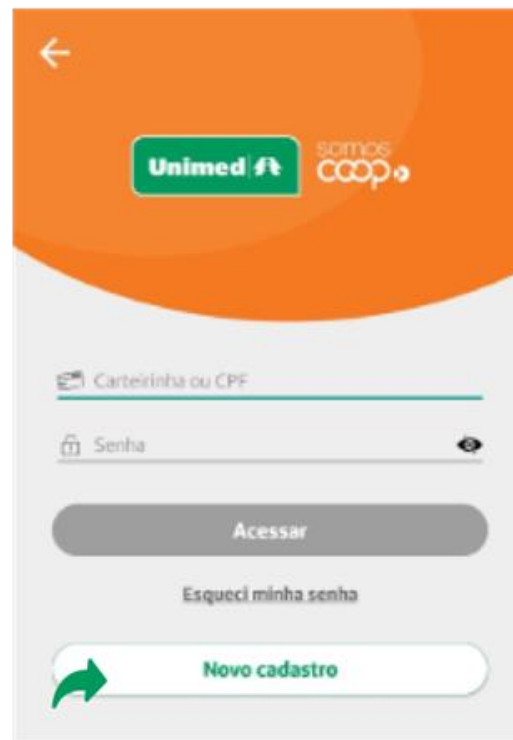 Unimed
somos
coop
Carteirinha ou CPF
Senha
Acessar
Esqueci minha senha
Novo cadastro